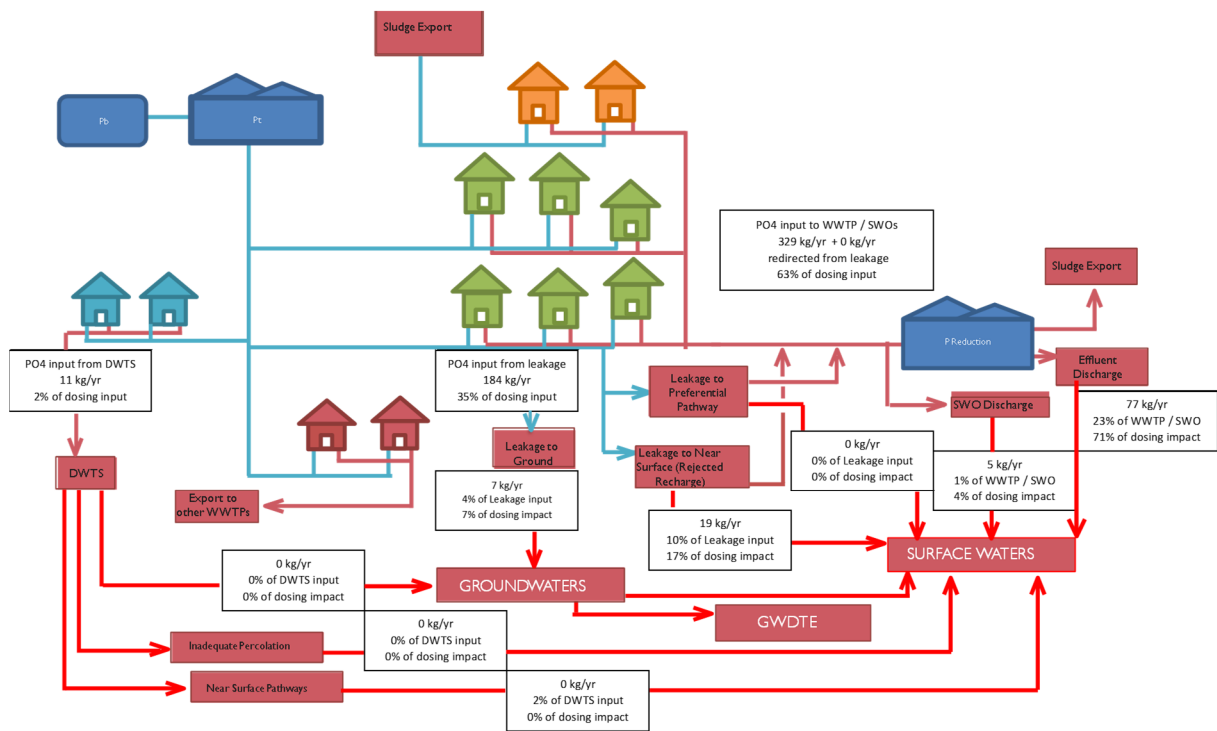 Sludge Export
Pb
Pt
PO4 input to WWTP / SWOs
329 kg/yr + 0 kg/yr
redirected from leakage
63% of dosing input
Sludge Export
P Reduction
Effluent
Discharge
PO4 input from DWTS
11 kg/yr
2% of dosing input
PO4 input from leakage
184 kg/yr
35% of dosing input
Leakage to
Preferential
Pathway
SWO Discharge
77 kg/yr
23% of WWTP / SWO
71% of dosing impact
DWTS
Leakage to
Ground
Leakage to Near
Surface (Rejected
Recharge)
0 kg/yr
0% of Leakage input
0% of dosing impact
5 kg/yr
1% of WWTP / SWO
4% of dosing impact
Export to
other WWTPs
7 kg/yr
4% of Leakage input
7% of dosing impact
19 kg/yr
10% of Leakage input
17% of dosing impact
SURFACE WATERS
0 kg/yr
0% of DWTS input
0% of dosing impact
GROUNDWATERS
GWDTE
0 kg/yr
0% of DWTS input
0% of dosing impact
Inadequate Percolation
Near Surface Pathways
0 kg/yr
2% of DWTS input
0% of dosing impact